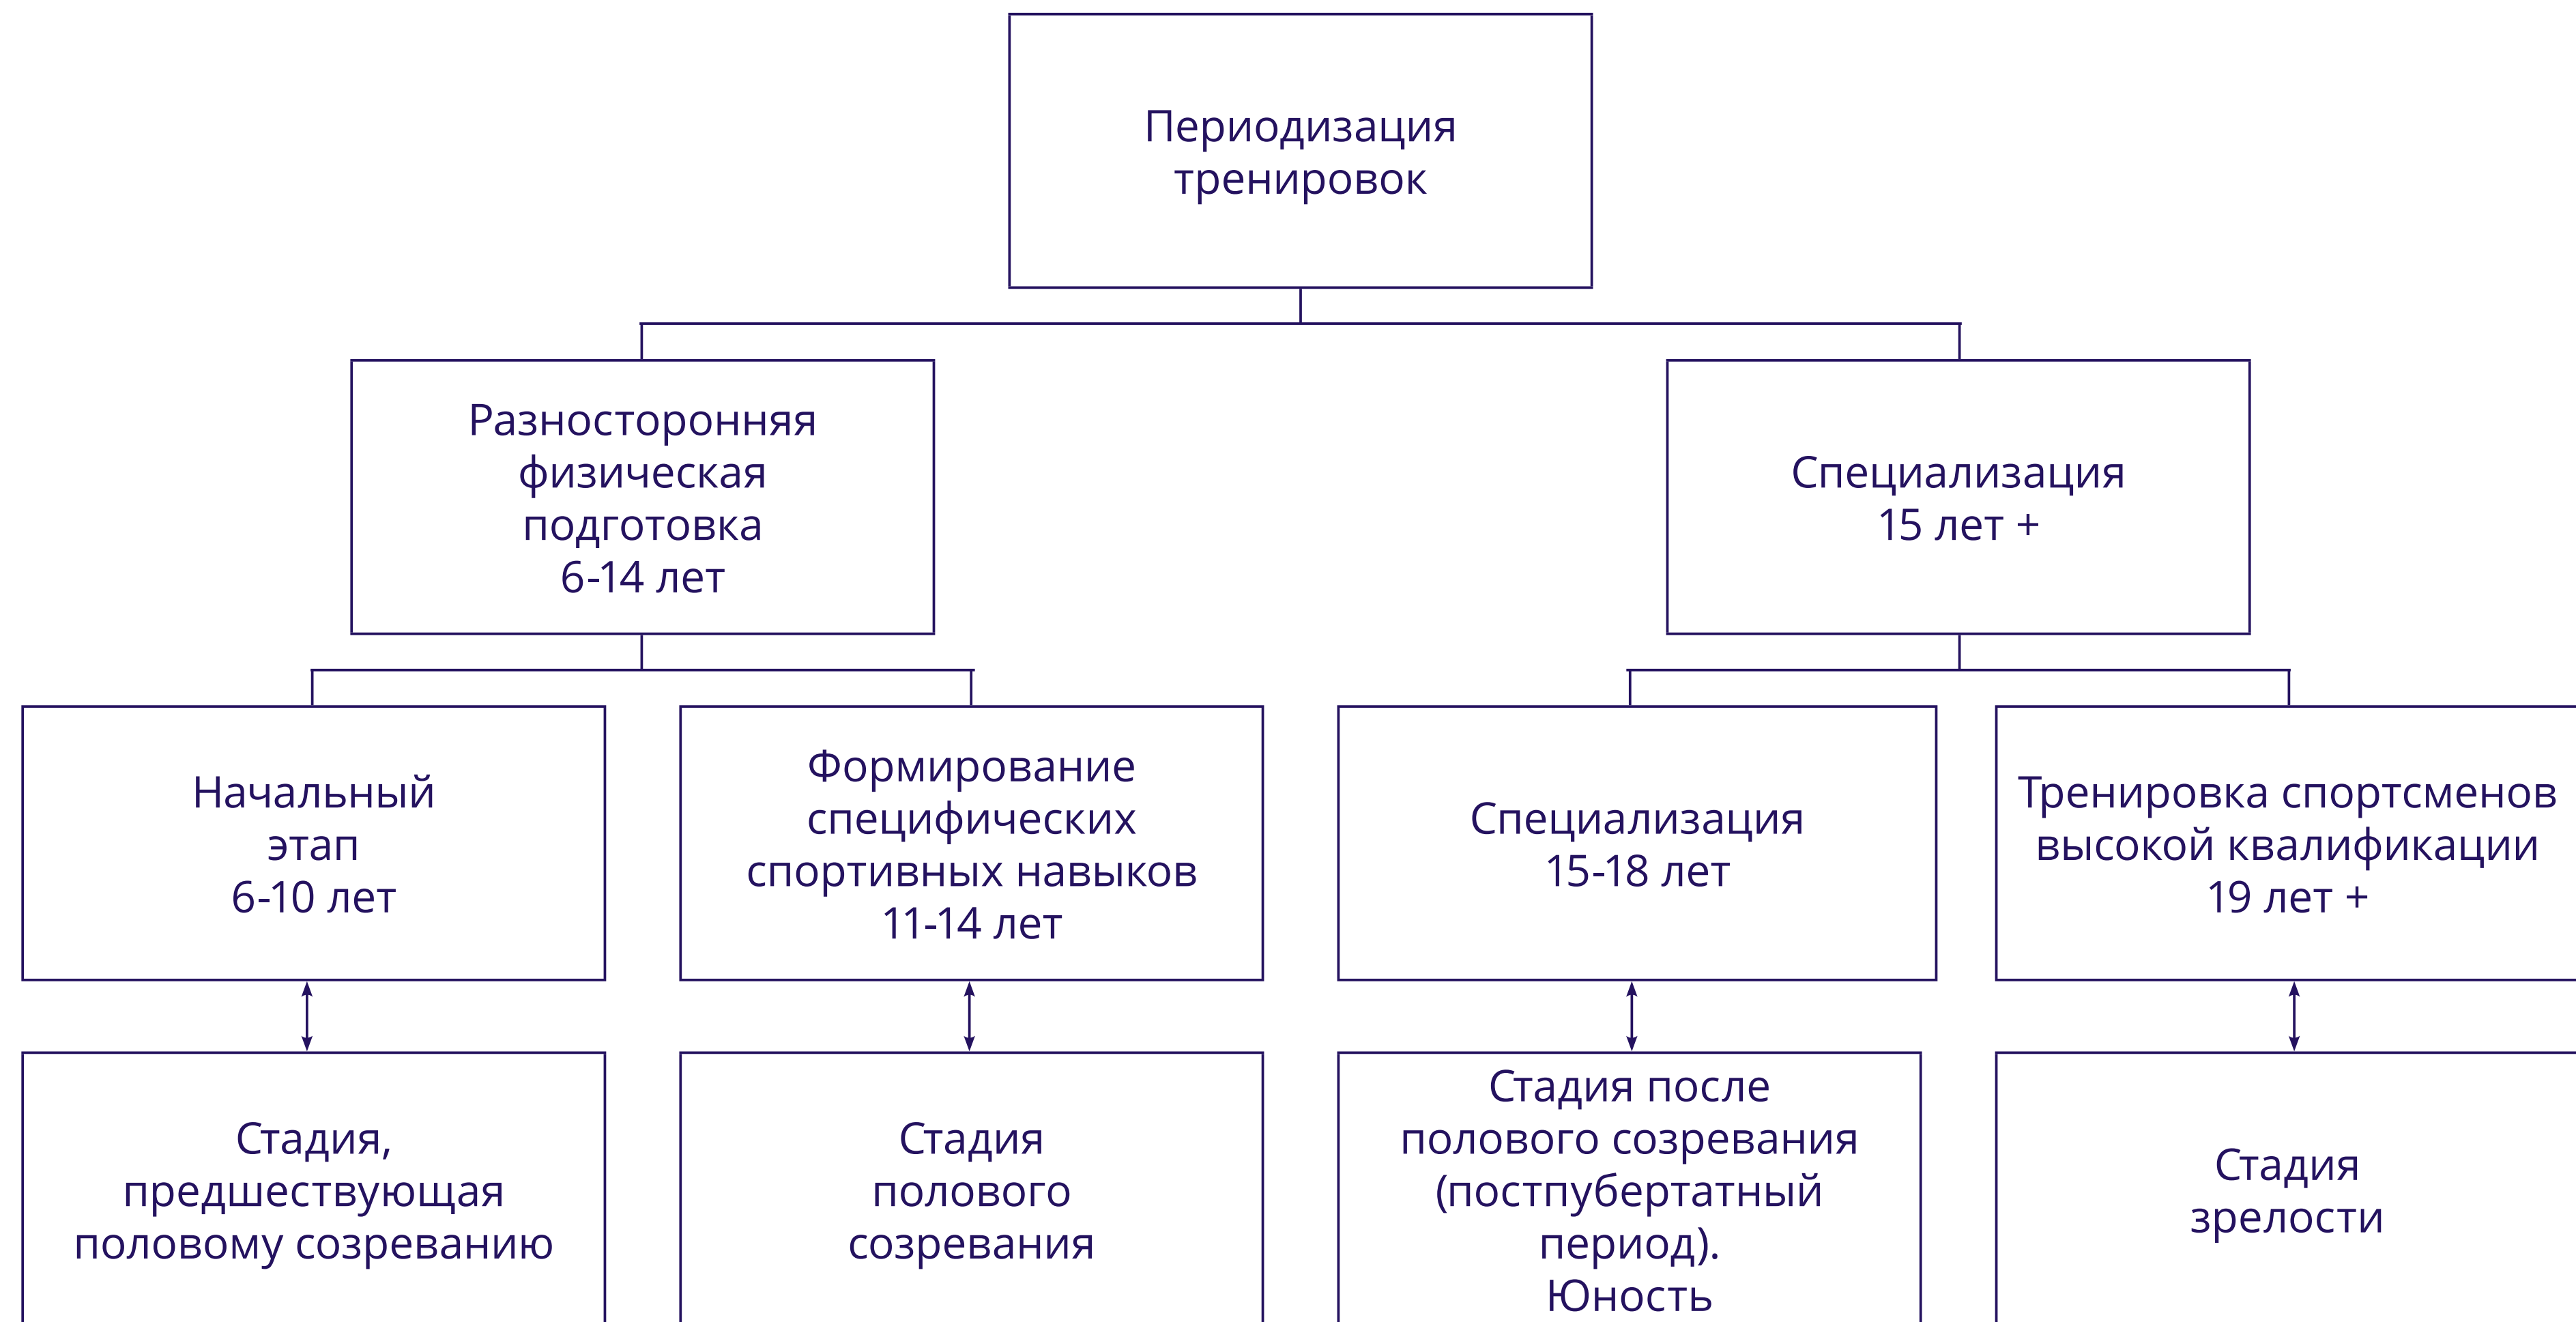 Периодизация
тренировок
Разносторонняя
физическая
подготовка
6-14 лет
Специализация
15 лет +
Начальный
этап
6-10 лет
Формирование
специфических
спортивных навыков
11-14 лет
Специализация
15-18 лет
Тренировка спортсменов
высокой квалификации
19 лет +
Стадия,
предшествующая
половому созреванию
Стадия
полового
созревания
Стадия после
полового созревания
(постпубертатный
период).
Юность
Стадия
зрелости